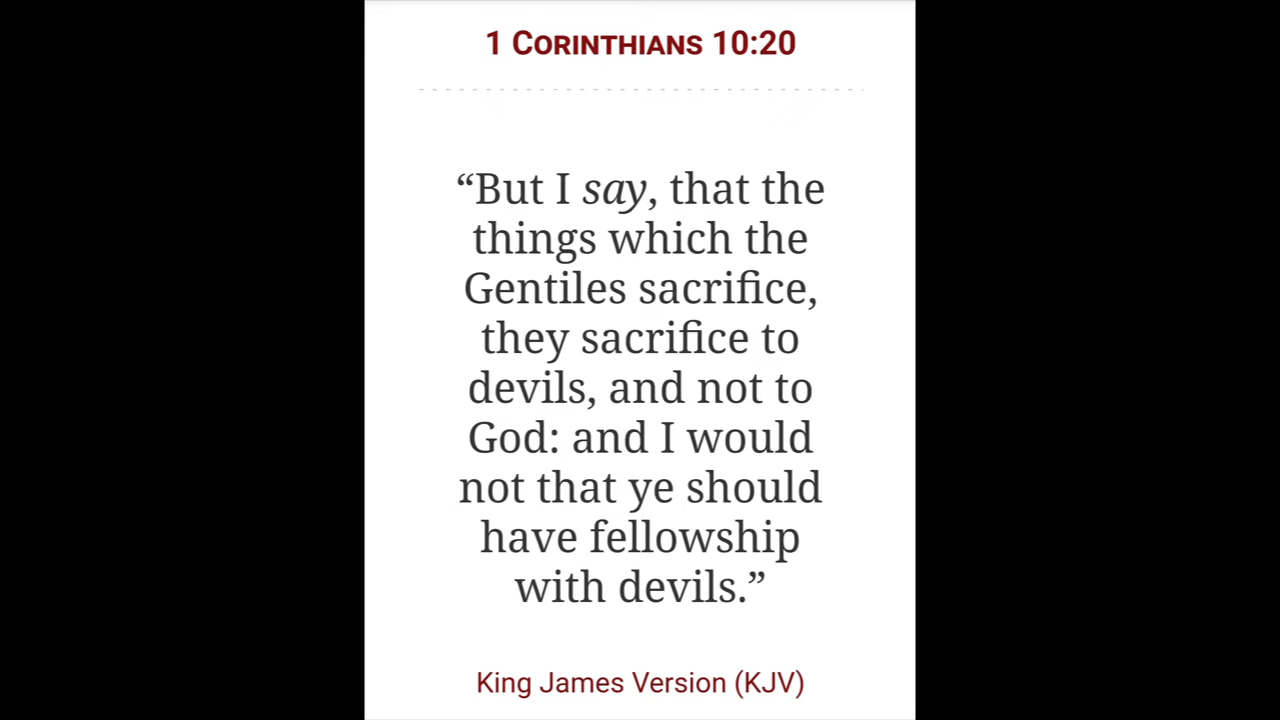 1 Corinthians 10:20
“But I say, that the
things which the
Gentiles sacrifice,
they sacrifice to
devils, and not to
God: and I would
not that ye should
have fellowship
with devils.”
King James Version (KJV)